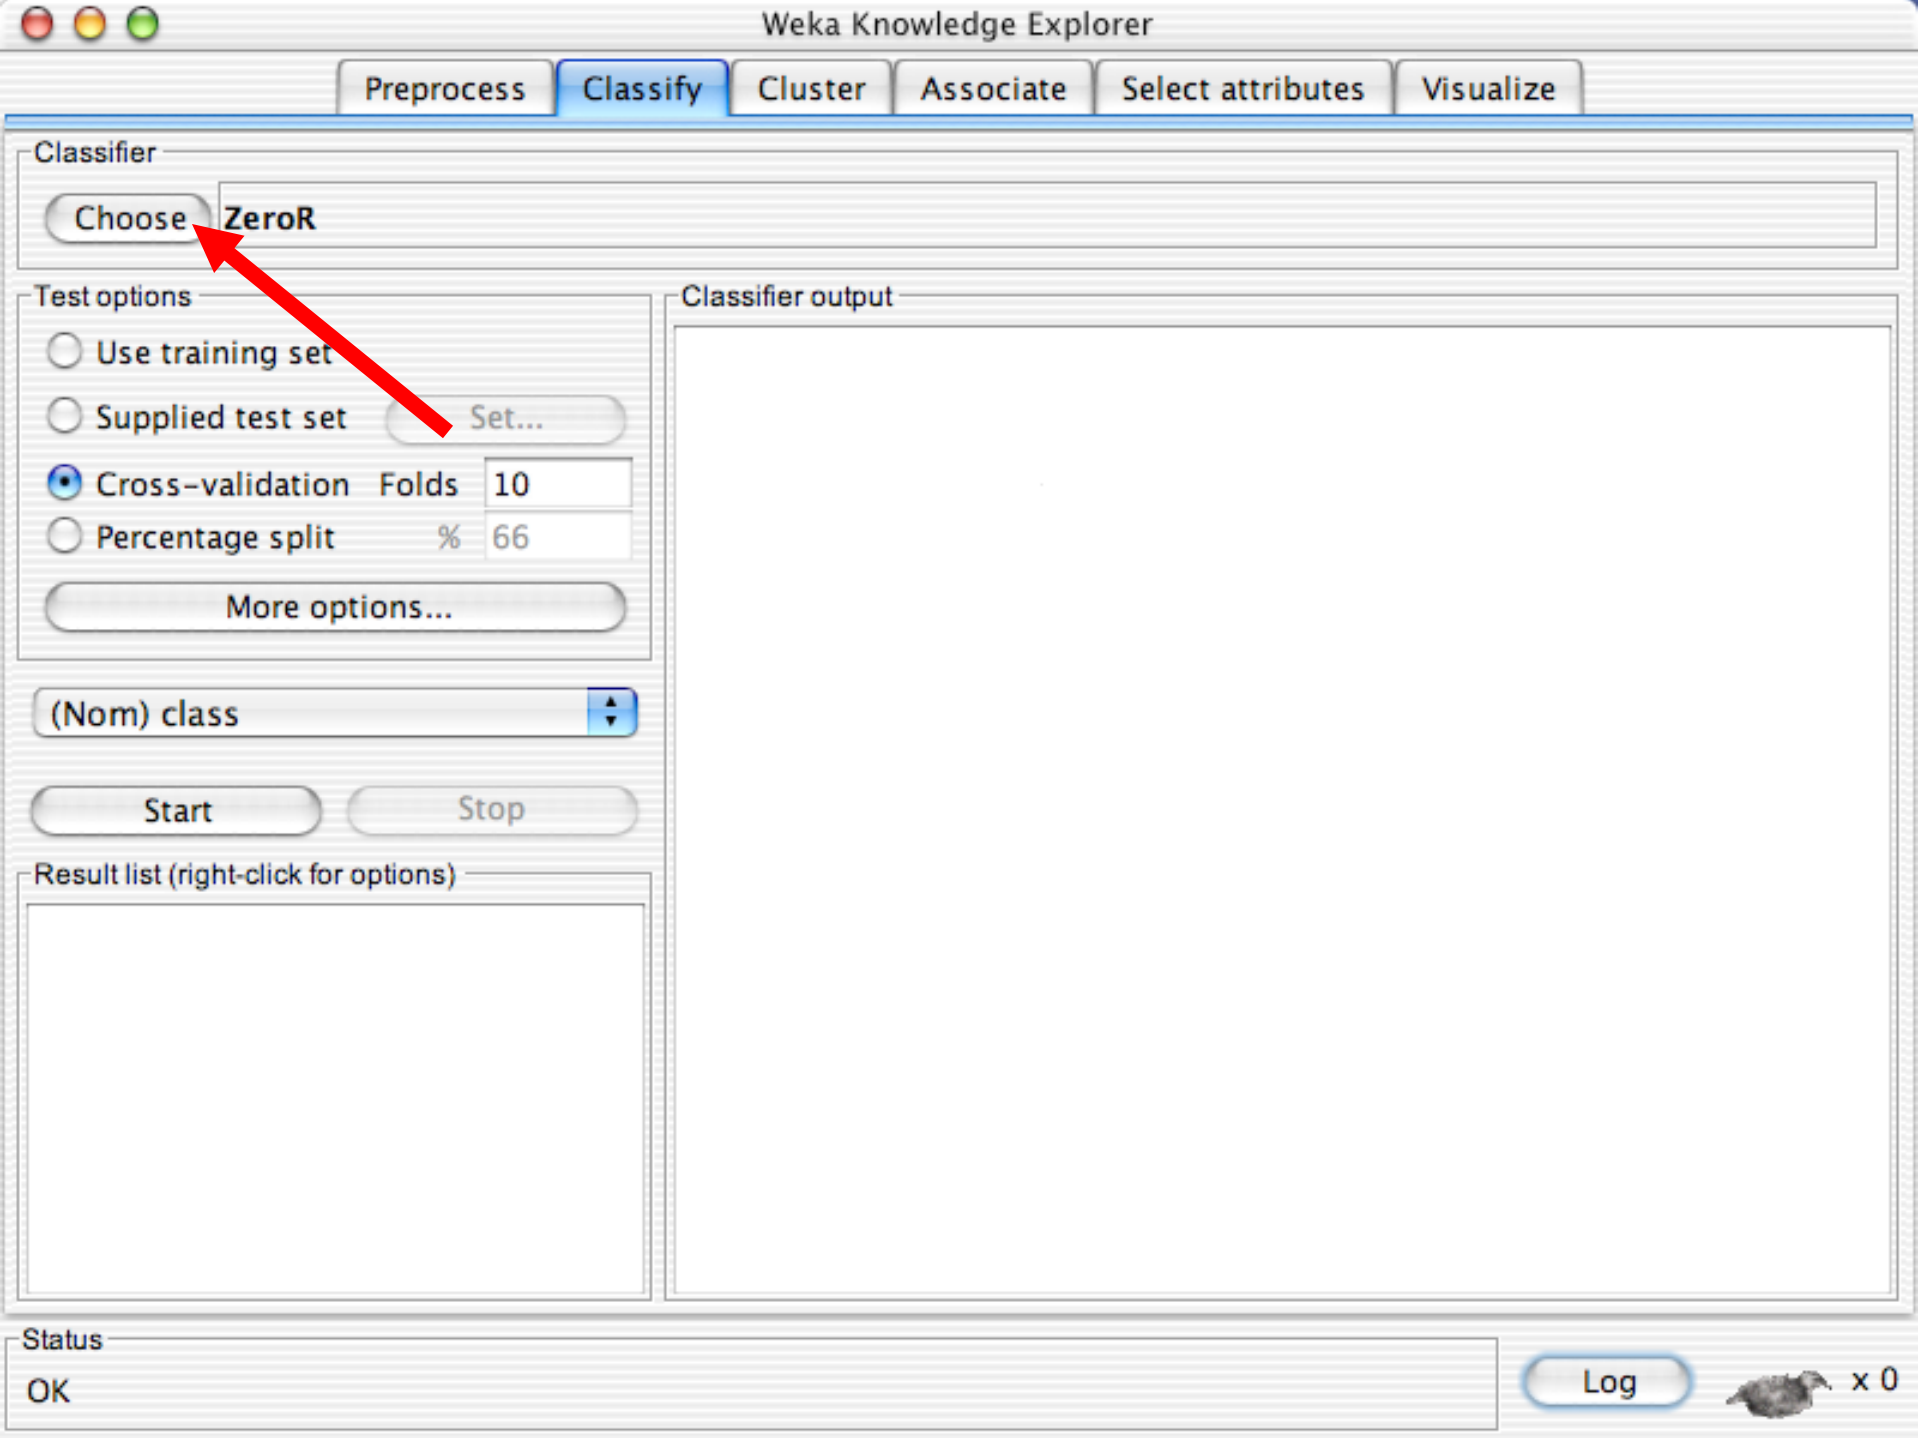 Weka Knowledge Explorer
Preprocess Classify Cluster Associate Select attributes Visualize
Classifier
Choose ZeroR
Test options
Use training set
Supplied test set Set...
Cross-validation Folds 10
Percentage split % 66
More options...
(Nom) class
Start Stop
Result list (right-click for options)
Classifier output
Status
OK
Log x 0